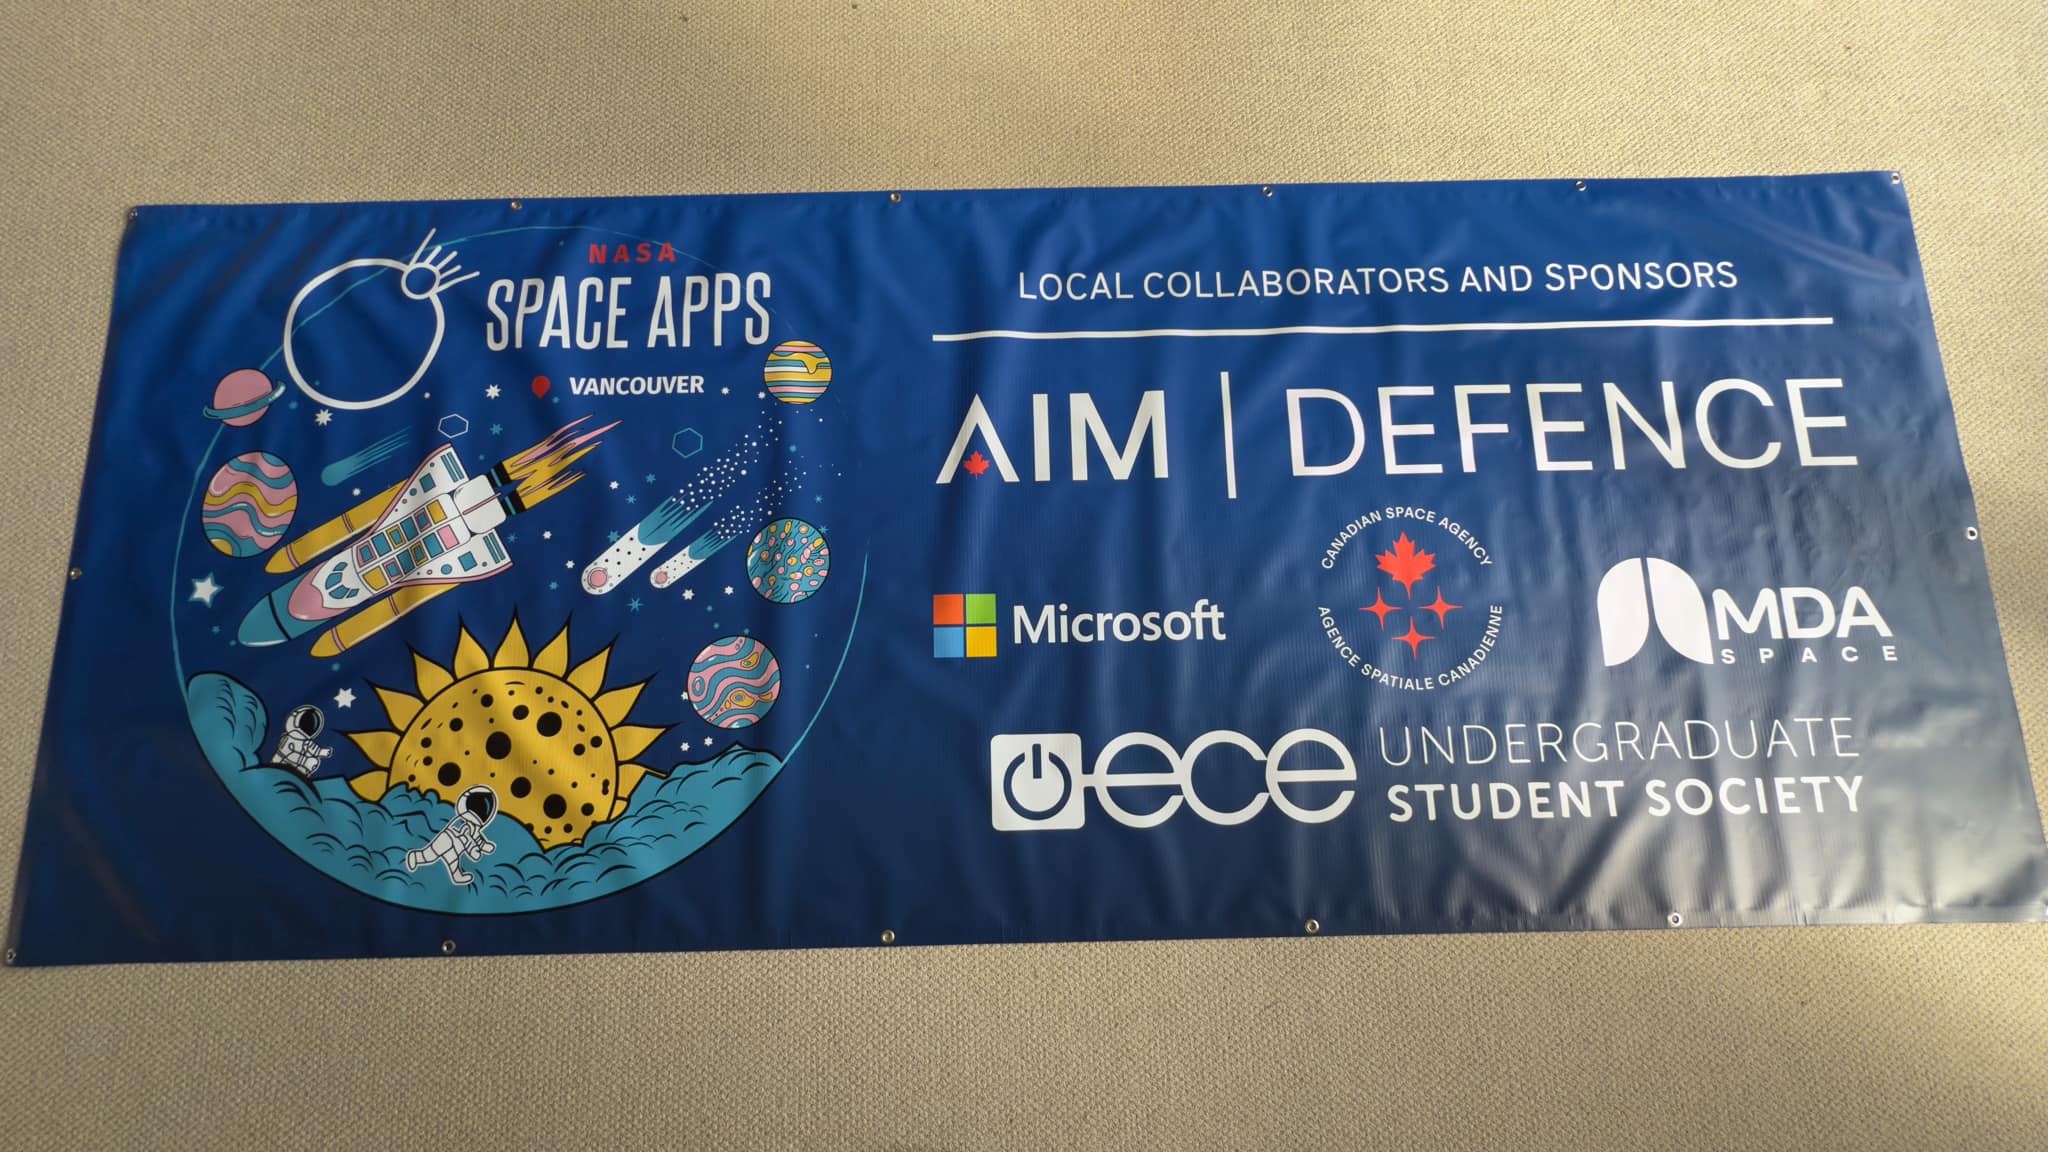 NASA
SPACE APPS
VANCOUVER
LOCAL COLLABORATORS AND SPONSORS
AIM | DEFENCE
Microsoft
CANADIAN SPACE AGENCY
AGENCE SPATIALE CANADIENNE
MDA
SPACE
ece
UNDERGRADUATE
STUDENT SOCIETY